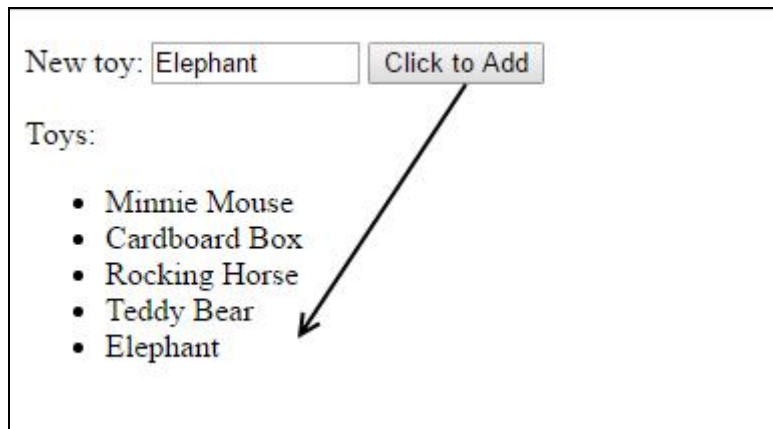 New toy: Elephant Click to Add
Toys:
• Minnie Mouse
• Cardboard Box
• Rocking Horse
• Teddy Bear
• Elephant